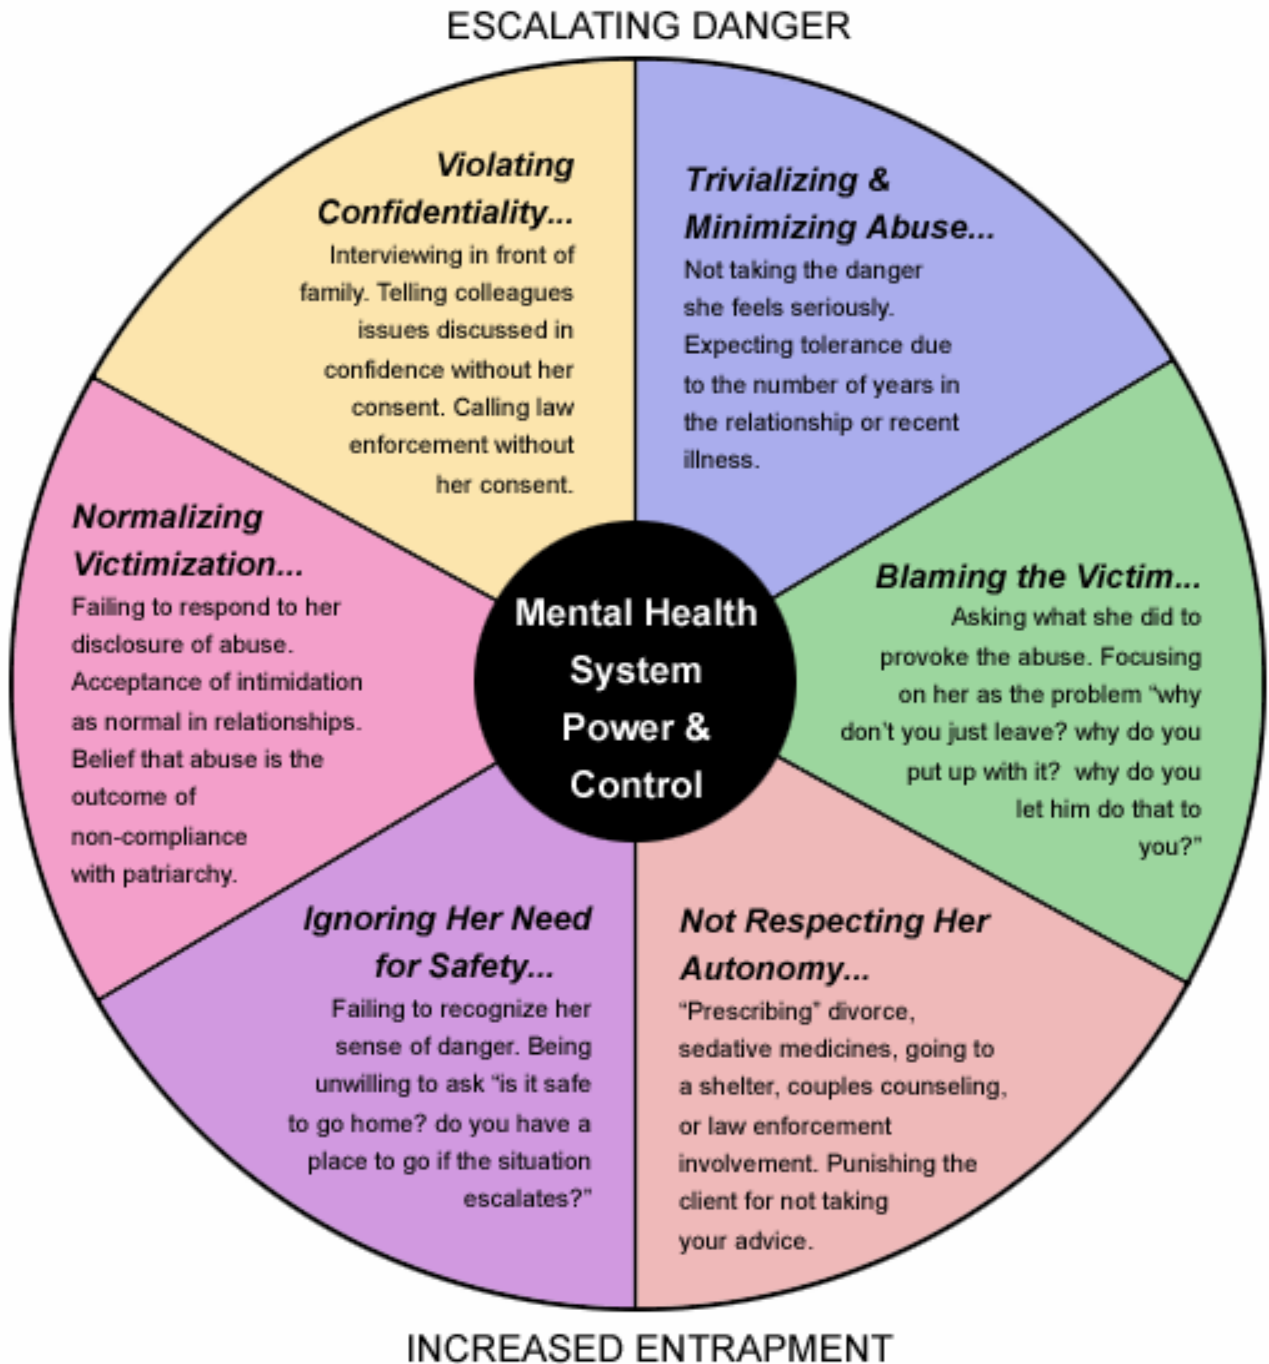 ESCALATING DANGER
Violating
Confidentiality...
Interviewing in front of
family. Telling colleagues
issues discussed in
confidence without her
consent. Calling law
enforcement without
her consent.
Trivializing &
Minimizing Abuse...
Not taking the danger
she feels seriously.
Expecting tolerance due
to the number of years in
the relationship or recent
illness.
Normalizing
Victimization...
Failing to respond to her
disclosure of abuse.
Acceptance of intimidation
as normal in relationships.
Belief that abuse is the
outcome of
non-compliance
with patriarchy.
Mental Health
System
Power &
Control
Blaming the Victim...
Asking what she did to
provoke the abuse. Focusing
on her as the problem “why
don’t you just leave? why do you
put up with it?  why do you
let him do that to
you?”
Ignoring Her Need
for Safety...
Failing to recognize her
sense of danger. Being
unwilling to ask “is it safe
to go home? do you have a
place to go if the situation
escalates?”
Not Respecting Her
Autonomy...
“Prescribing” divorce,
sedative medicines, going to
a shelter, couples counseling,
or law enforcement
involvement. Punishing the
client for not taking
your advice.
INCREASED ENTRAPMENT